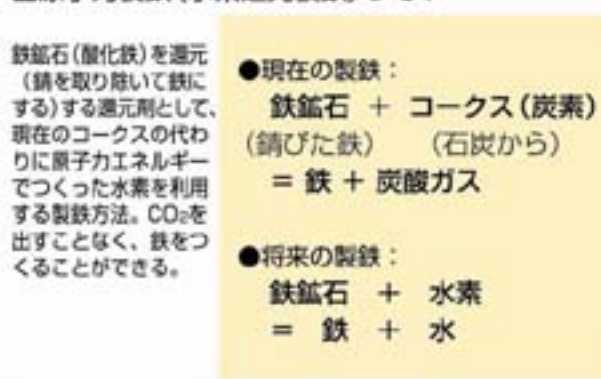 鉄鉱石(酸化鉄)を還元
(錆を取り除いて鉄に
する)する還元剤として、
現在のコークスの代わ
りに原子力エネルギー
でつくった水素を利用
する製鉄方法。CO₂を
出すことなく、鉄をつ
くることができる。
●現在の製鉄：
鉄鉱石 ＋ コークス(炭素)
(錆びた鉄) (石炭から)
＝ 鉄 ＋ 炭酸ガス
●将来の製鉄：
鉄鉱石 ＋ 水素
＝ 鉄 ＋ 水